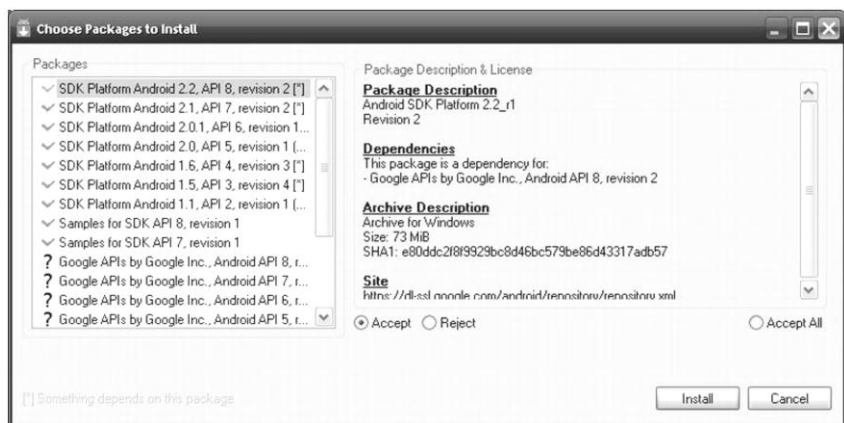 Choose Packages to Install
Packages
SDK Platform Android 2.2, API 8, revision 2 [*]
SDK Platform Android 2.1, API 7, revision 2 [*]
SDK Platform Android 2.0.1, API 6, revision 1...
SDK Platform Android 2.0, API 5, revision 1 (...
SDK Platform Android 1.6, API 4, revision 3 [*]
SDK Platform Android 1.5, API 3, revision 4 [*]
SDK Platform Android 1.1, API 2, revision 1 (...
Samples for SDK API 8, revision 1
Samples for SDK API 7, revision 1
? Google APIs by Google Inc., Android API 8, r...
? Google APIs by Google Inc., Android API 7, r...
? Google APIs by Google Inc., Android API 6, r...
? Google APIs by Google Inc., Android API 5, r...
Package Description & License
Package Description
Android SDK Platform 2.2_r1
Revision 2
Dependencies
This package is a dependency for:
- Google APIs by Google Inc., Android API 8, revision 2
Archive Description
Archive for Windows
Size: 73 MiB
SHA1: e80ddc2f8f9929bc8d46bc579be86d43317adb57
Site
https://dl-ssl.google.com/android/repository/repository.xml
Accept
Reject
Accept All
[*] Something depends on this package
Install
Cancel